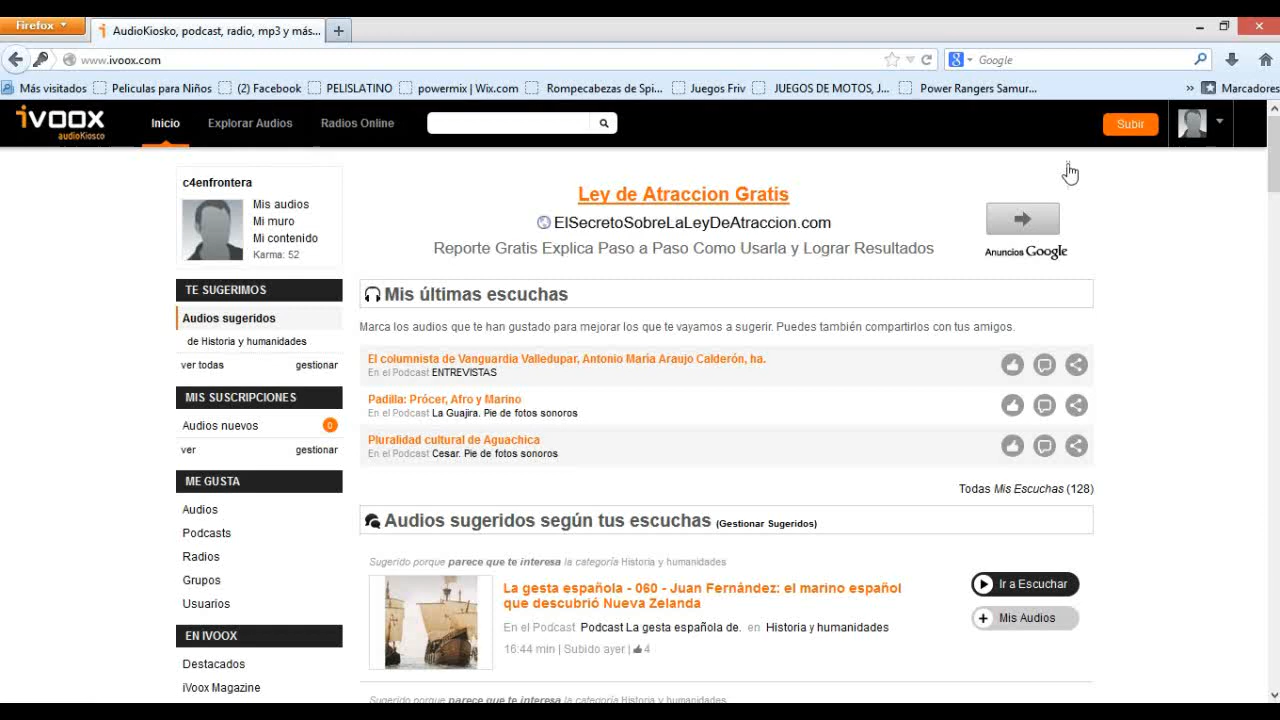 Firefox
AudioKiosko, podcast, radio, mp3 y más...
www.ivoox.com
Google
Más visitados
Peliculas para Niños
(2) Facebook
PELISLATINO
powermix | Wix.com
Rompecabezas de Spi...
Juegos Friv
JUEGOS DE MOTOS, J...
Power Rangers Samur...
Marcadores
iVOOX
audioKiosco
Inicio
Explorar Audios
Radios Online
Subir
c4enfrontera
Mis audios
Mi muro
Mi contenido
Karma: 52
Ley de Atraccion Gratis
ElSecretoSobreLaLeyDeAtraccion.com
Reporte Gratis Explica Paso a Paso Como Usarla y Lograr Resultados
Anuncios Google
TE SUGERIMOS
Audios sugeridos
de Historia y humanidades
ver todas gestionar
MIS SUSCRIPCIONES
Audios nuevos 0
ver gestionar
ME GUSTA
Audios
Podcasts
Radios
Grupos
Usuarios
EN IVOOX
Destacados
iVoox Magazine
Mis últimas escuchas
Marca los audios que te han gustado para mejorar los que te vayamos a sugerir. Puedes también compartirlos con tus amigos.
El columnista de Vanguardia Valledupar, Antonio María Araujo Calderón, ha.
En el Podcast ENTREVISTAS
Padilla: Prócer, Afro y Marino
En el Podcast La Guajira. Pie de fotos sonoros
Pluralidad cultural de Aguachica
En el Podcast Cesar. Pie de fotos sonoros
Todas Mis Escuchas (128)
Audios sugeridos según tus escuchas (Gestionar Sugeridos)
Sugerido porque parece que te interesa la categoría Historia y humanidades
La gesta española - 060 - Juan Fernández: el marino español
que descubrió Nueva Zelanda
En el Podcast Podcast La gesta española de. en Historia y humanidades
16:44 min | Subido ayer | 4
Ir a Escuchar
Mis Audios
Sugerido porque parece que te interesa la categoría Historia y humanidades